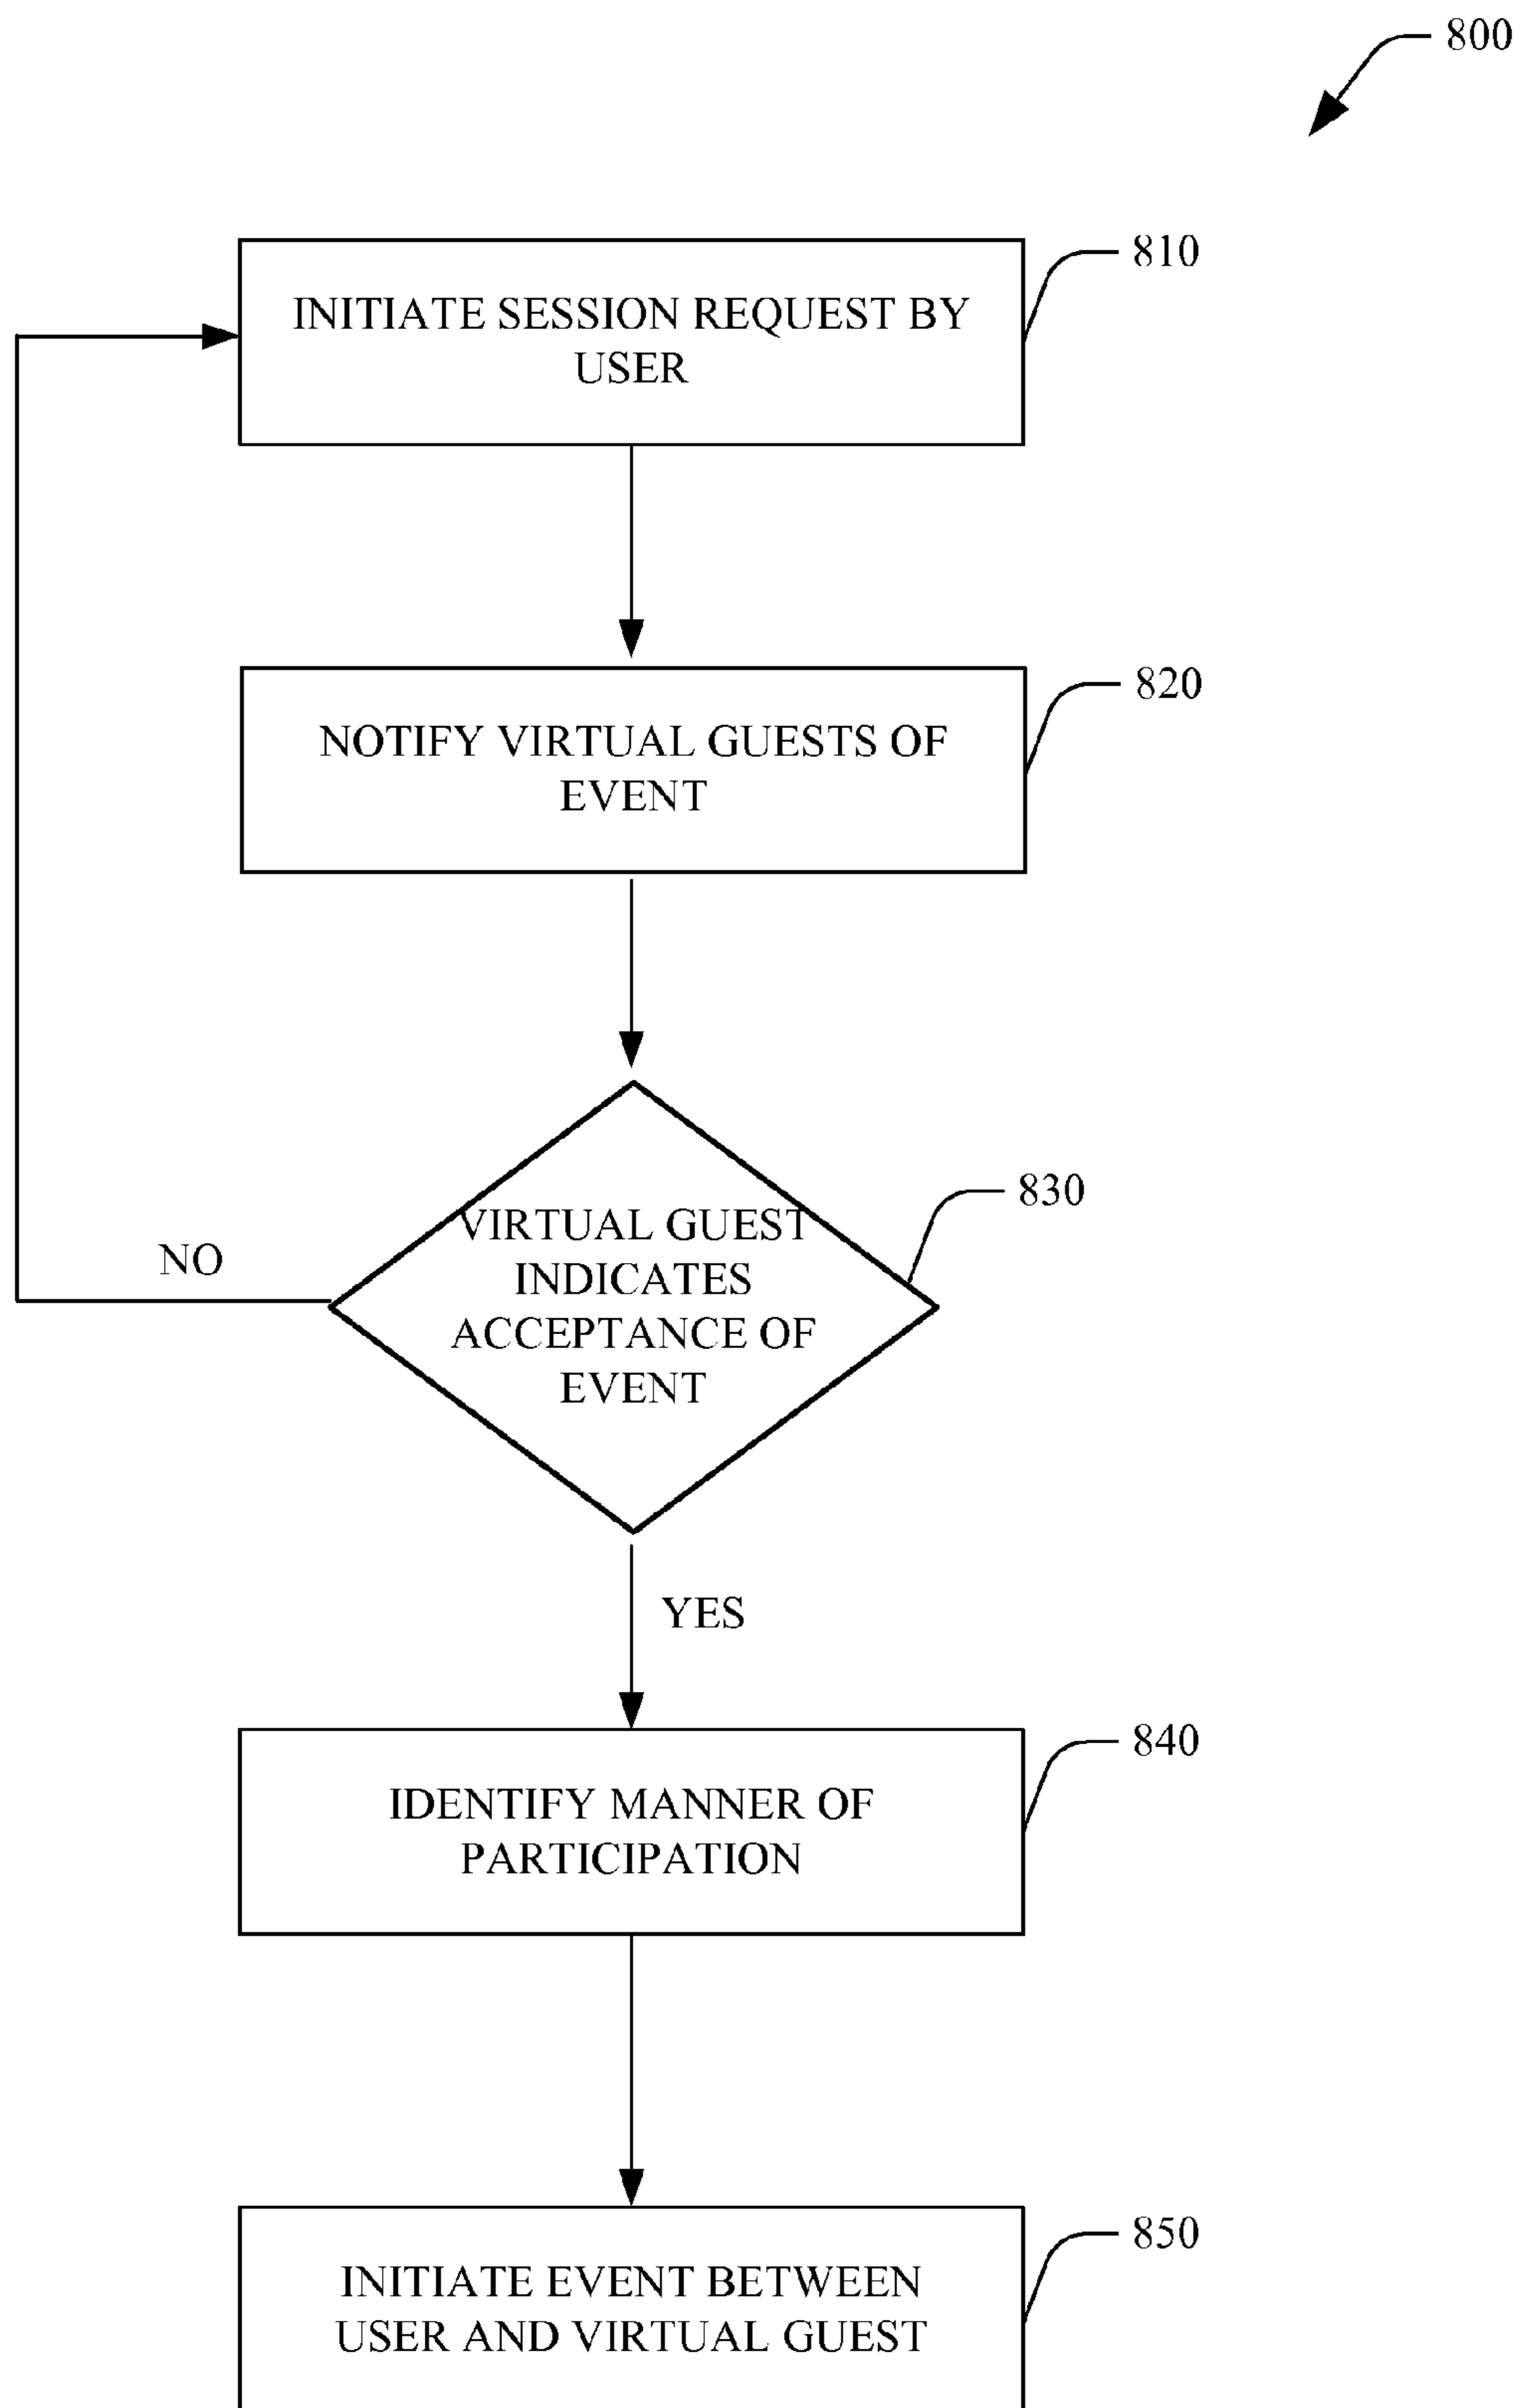 800
810
INITIATE SESSION REQUEST BY
USER
820
NOTIFY VIRTUAL GUESTS OF
EVENT
830
VIRTUAL GUEST
INDICATES
ACCEPTANCE OF
EVENT
NO
YES
840
IDENTIFY MANNER OF
PARTICIPATION
850
INITIATE EVENT BETWEEN
USER AND VIRTUAL GUEST